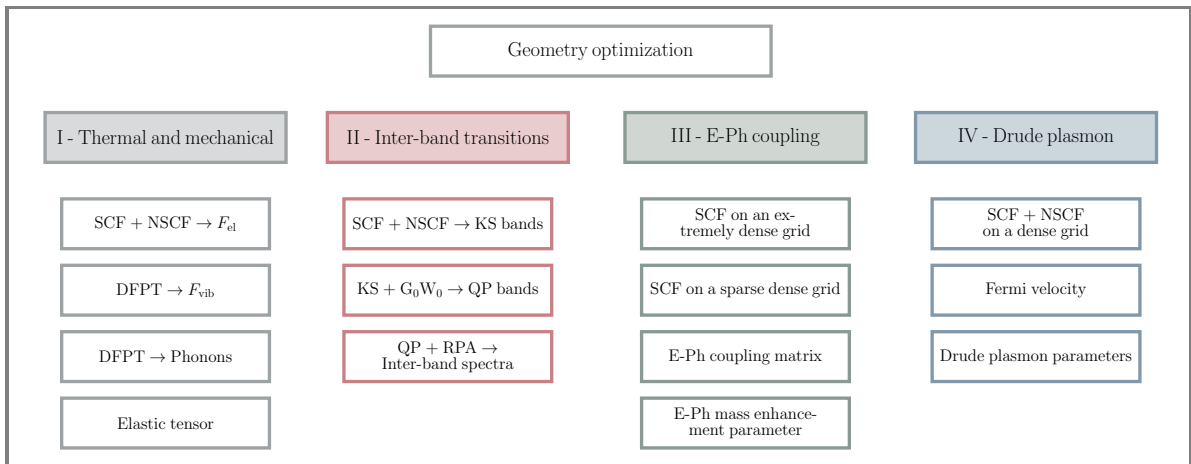 Geometry optimization
I - Thermal and mechanical
SCF + NSCF → F_el
DFPT → F_vib
DFPT → Phonons
Elastic tensor
II - Inter-band transitions
SCF + NSCF → KS bands
KS + G₀W₀ → QP bands
QP + RPA →
Inter-band spectra
III - E-Ph coupling
SCF on an ex-
tremely dense grid
SCF on a sparse dense grid
E-Ph coupling matrix
E-Ph mass enhance-
ment parameter
IV - Drude plasmon
SCF + NSCF
on a dense grid
Fermi velocity
Drude plasmon parameters